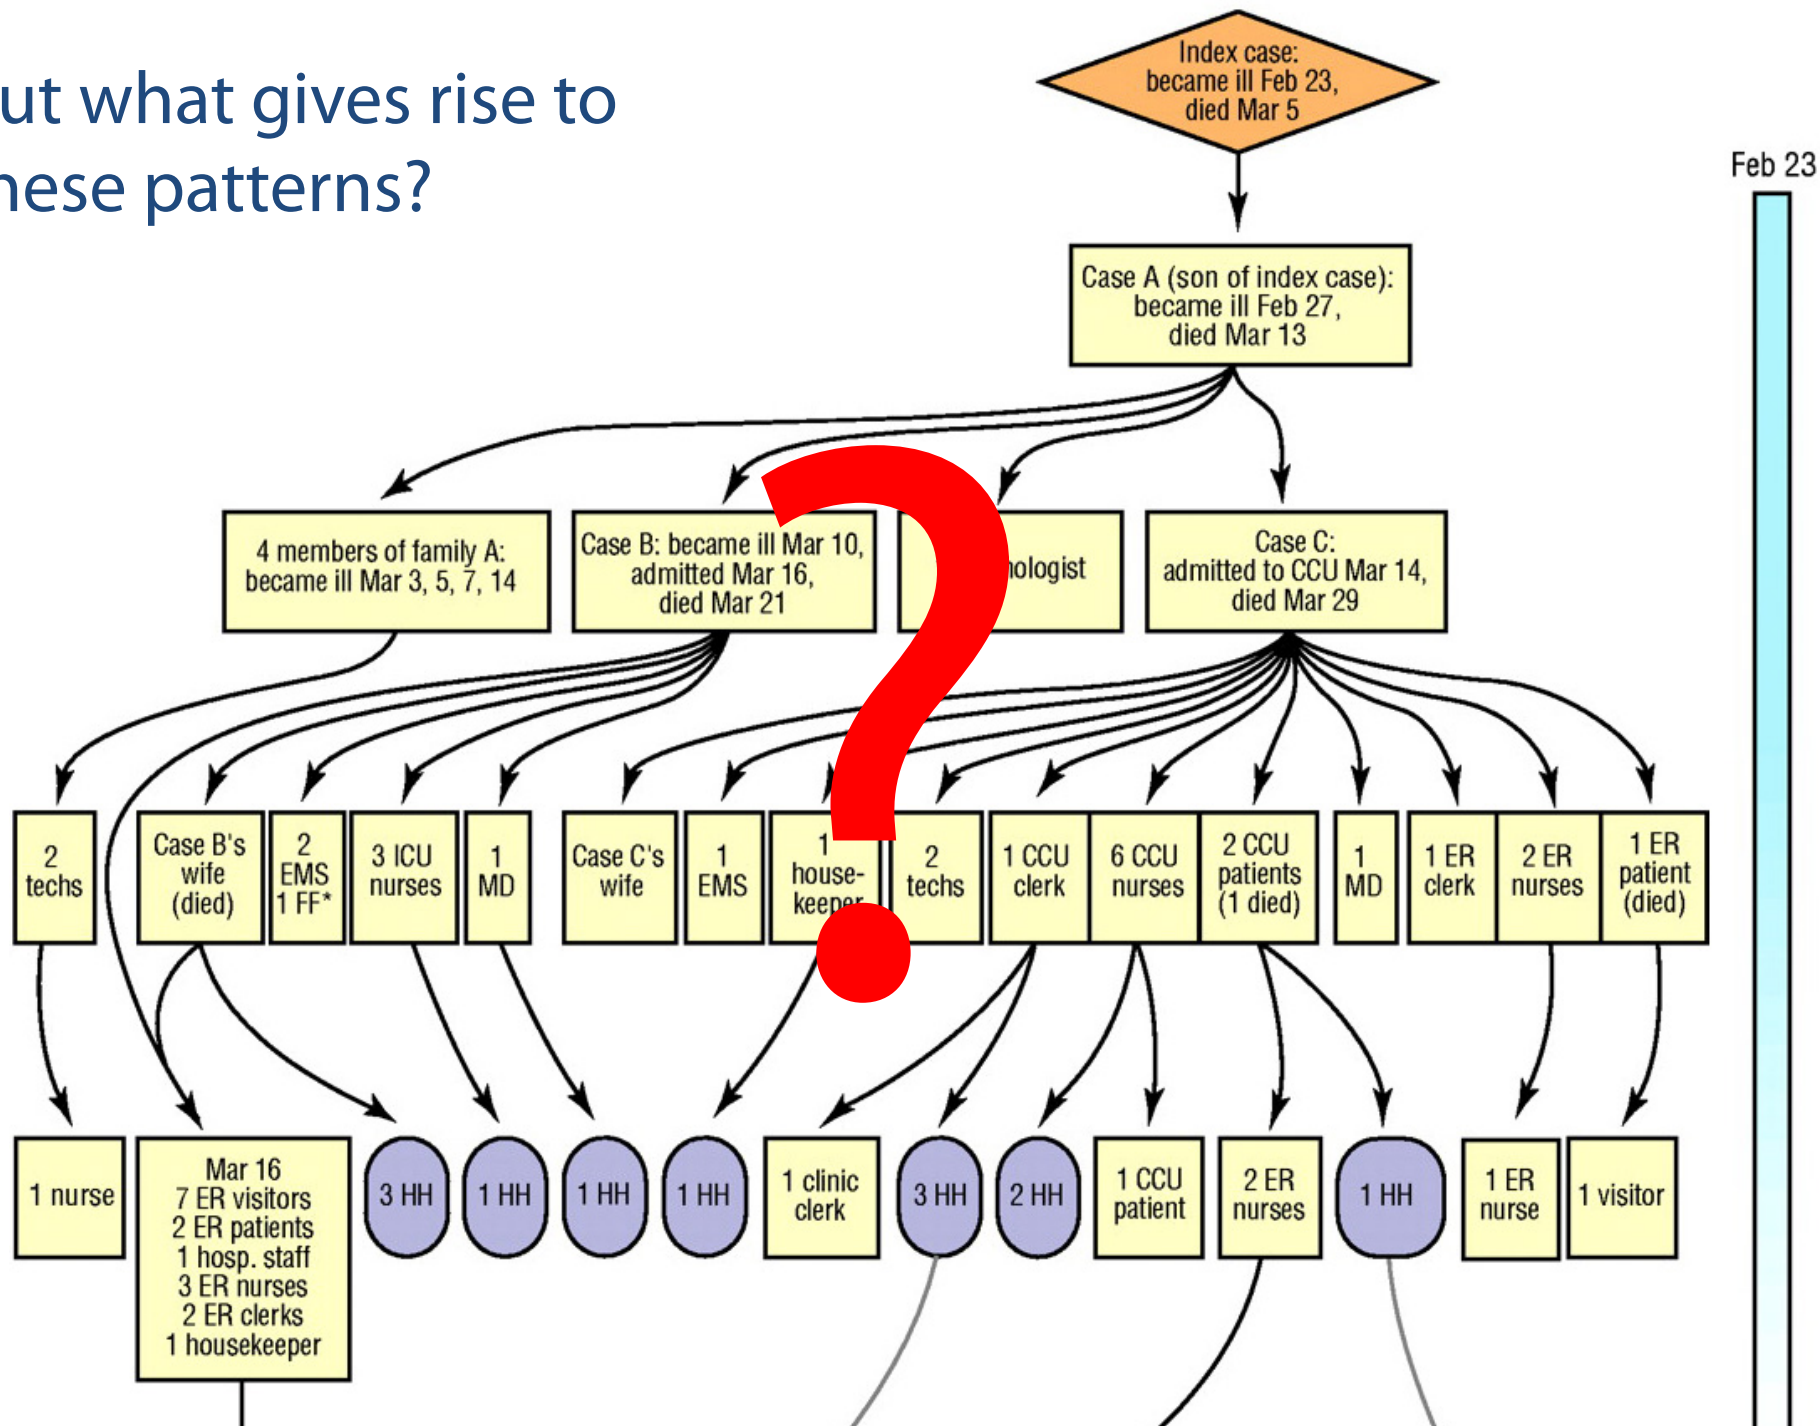 ut what gives rise to
hese patterns?
Index case:
became ill Feb 23,
died Mar 5
Feb 23
Case A (son of index case):
became ill Feb 27,
died Mar 13
4 members of family A:
became ill Mar 3, 5, 7, 14
Case B: became ill Mar 10,
admitted Mar 16,
died Mar 21
ologist
Case C:
admitted to CCU Mar 14,
died Mar 29
2
techs
Case B's
wife
(died)
2
EMS
1 FF*
3 ICU
nurses
1
MD
Case C's
wife
1
EMS
1
house-
keeper
2
techs
1 CCU
clerk
6 CCU
nurses
2 CCU
patients
(1 died)
1
MD
1 ER
clerk
2 ER
nurses
1 ER
patient
(died)
1 nurse
Mar 16
7 ER visitors
2 ER patients
1 hosp. staff
3 ER nurses
2 ER clerks
1 housekeeper
3 HH
1 HH
1 HH
1 HH
1 clinic
clerk
3 HH
2 HH
1 CCU
patient
2 ER
nurses
1 HH
1 ER
nurse
1 visitor
?